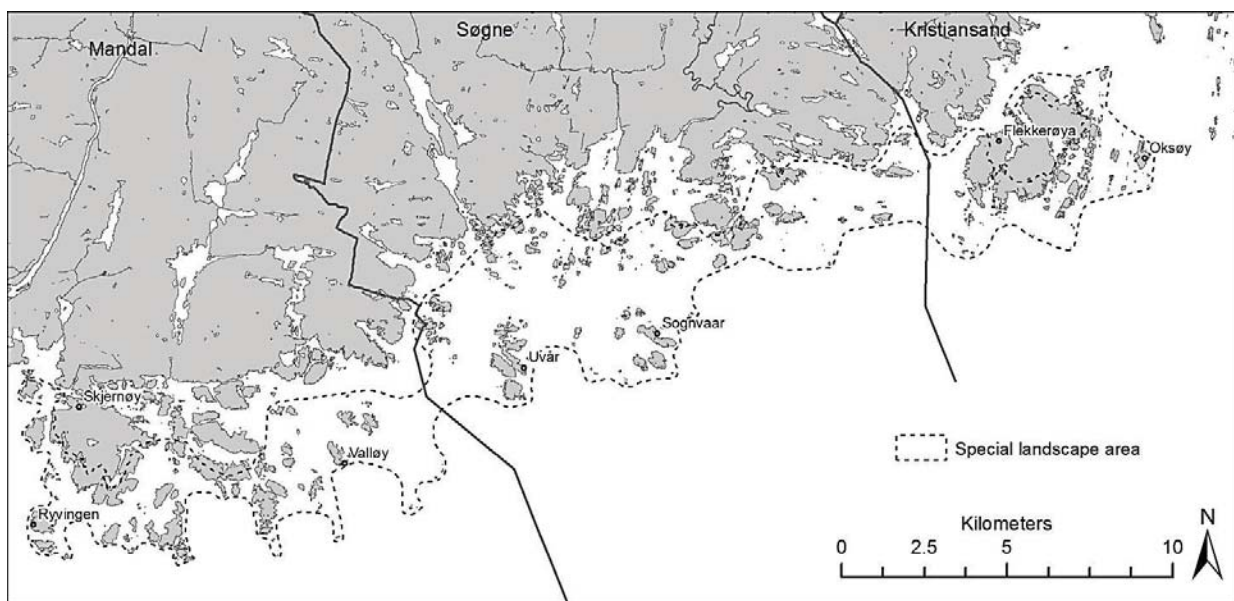 Mandal
Søgne
Kristiansand
Flekkerøya
Oksøy
Sognvaar
Uvår
Skjernøy
Valløy
Ryvingen
Special landscape area
Kilometers
N
0 2.5 5 10